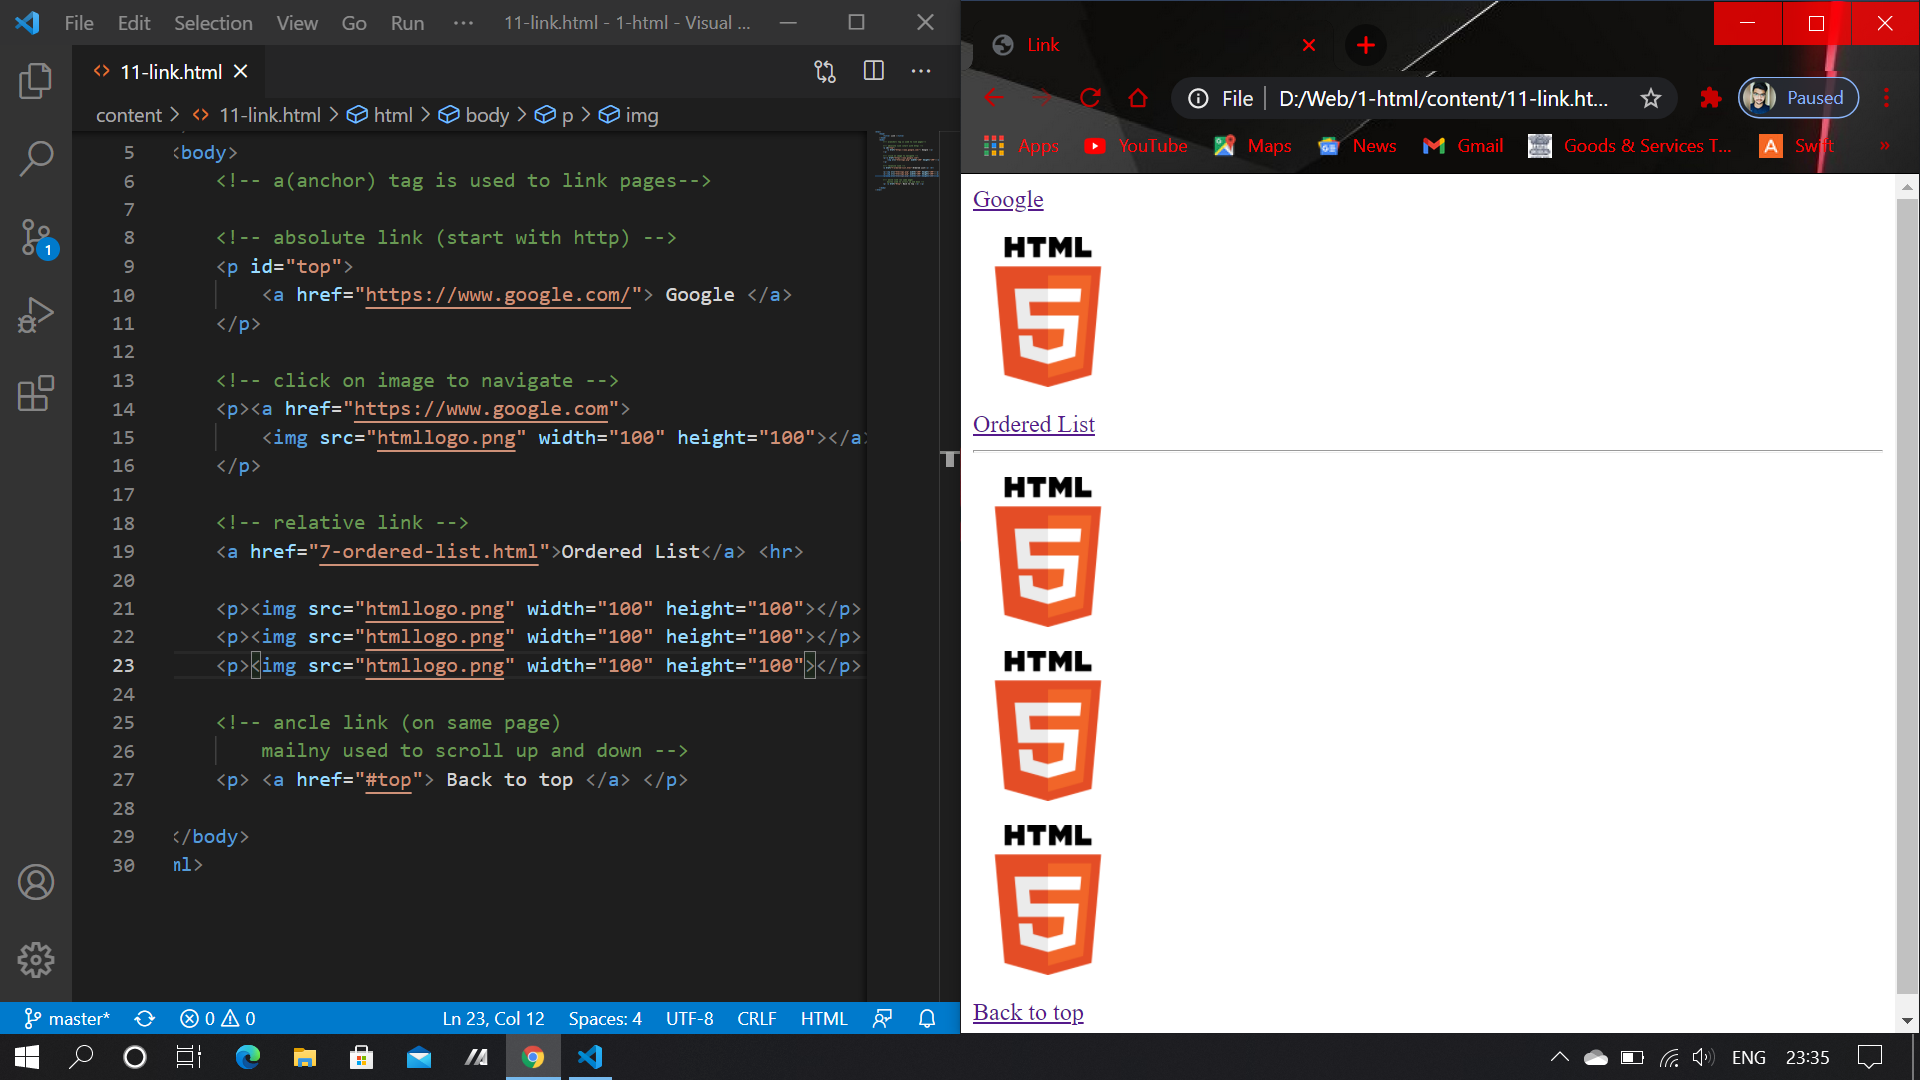 File Edit Selection View Go Run ··· 11-link.html - 1-html - Visual ...
11-link.html
content > 11-link.html > html > body > p > img
5 <body>
6 <!-- a(anchor) tag is used to link pages-->
7
8 <!-- absolute link (start with http) -->
9 <p id="top">
10 <a href="https://www.google.com/"> Google </a>
11 </p>
12
13 <!-- click on image to navigate -->
14 <p><a href="https://www.google.com">
15 <img src="htmllogo.png" width="100" height="100"></a>
16 </p>
17
18 <!-- relative link -->
19 <a href="7-ordered-list.html">Ordered List</a> <hr>
20
21 <p><img src="htmllogo.png" width="100" height="100"></p>
22 <p><img src="htmllogo.png" width="100" height="100"></p>
23 <p><img src="htmllogo.png" width="100" height="100"></p>
24
25 <!-- ancle link (on same page)
26 mailny used to scroll up and down -->
27 <p> <a href="#top"> Back to top </a> </p>
28
29 </body>
30 ml>
1
master* 0 0 Ln 23, Col 12 Spaces: 4 UTF-8 CRLF HTML
Link
File D:/Web/1-html/content/11-link.ht... Paused
Apps YouTube Maps News Gmail Goods & Services T... Swift »
Google
HTML
5
Ordered List
HTML
5
HTML
5
HTML
5
Back to top
ENG 23:35